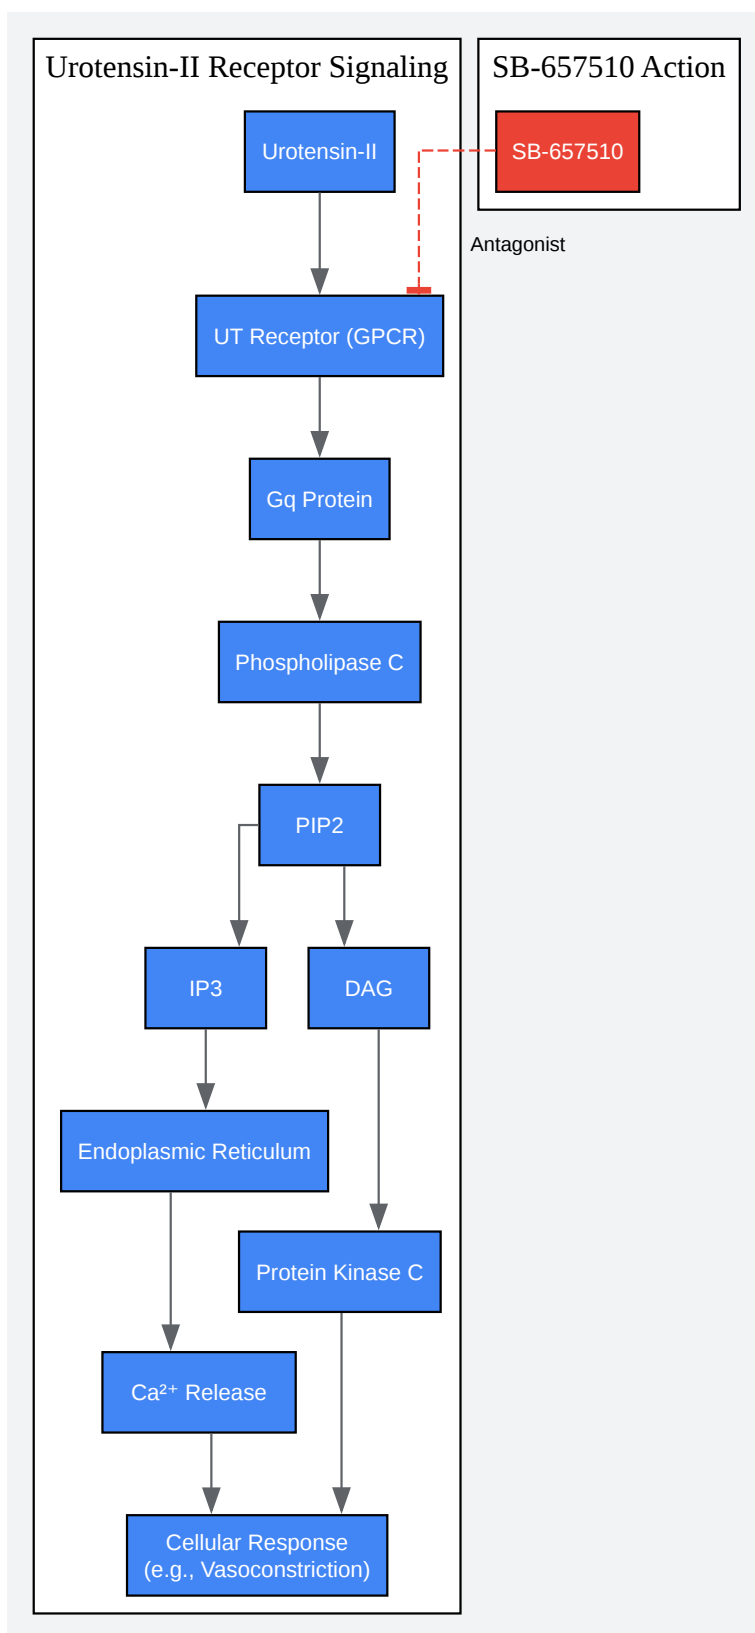 Urotensin-II Receptor Signaling
SB-657510 Action
Urotensin-II
SB-657510
Antagonist
UT Receptor (GPCR)
Gq Protein
Phospholipase C
PIP2
IP3
DAG
Endoplasmic Reticulum
Protein Kinase C
Ca²⁺ Release
Cellular Response
(e.g., Vasoconstriction)